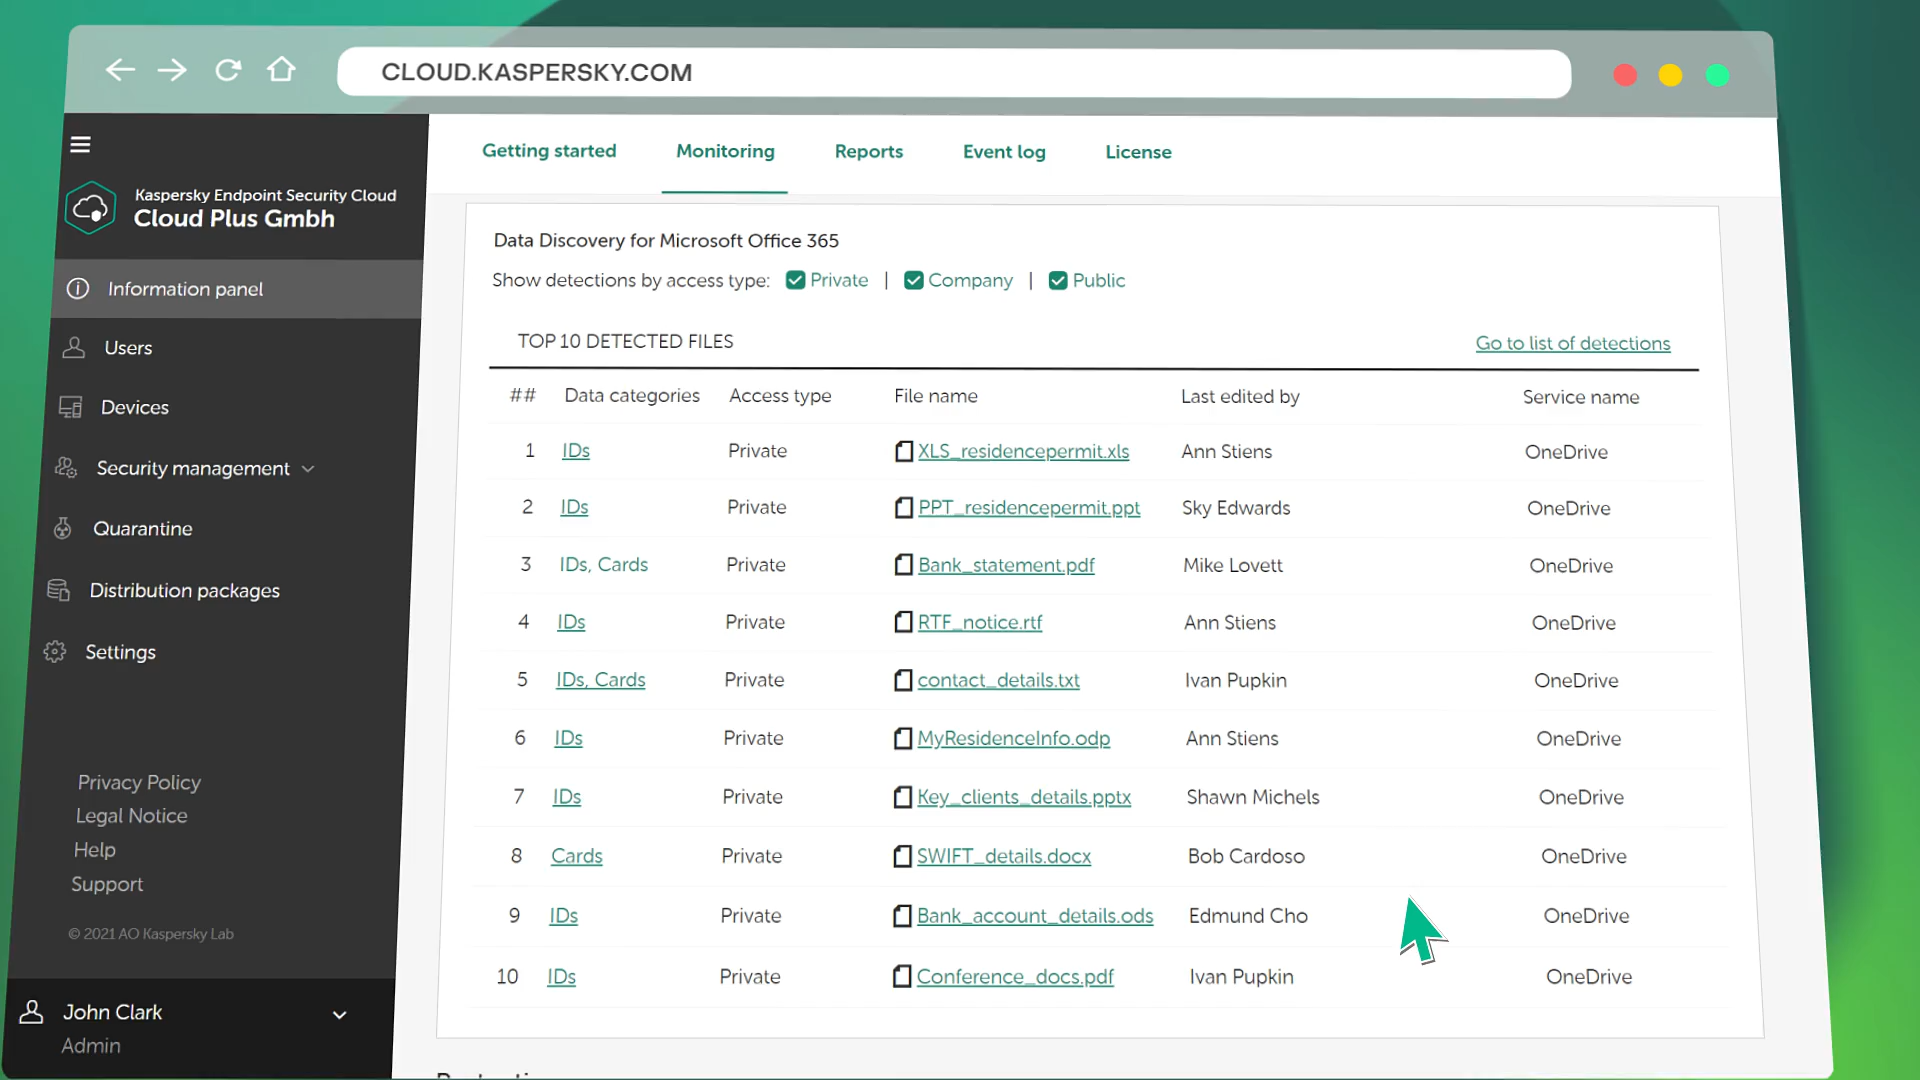 CLOUD.KASPERSKY.COM
Kaspersky Endpoint Security Cloud
Cloud Plus Gmbh
Information panel
Users
Devices
Security management
Quarantine
Distribution packages
Settings
Privacy Policy
Legal Notice
Help
Support
© 2021 AO Kaspersky Lab
John Clark
Admin
Getting started Monitoring Reports Event log License
Data Discovery for Microsoft Office 365
Show detections by access type: Private | Company | Public
TOP 10 DETECTED FILES Go to list of detections
## Data categories Access type File name Last edited by Service name
1 IDs Private XLS_residencepermit.xls Ann Stiens OneDrive
2 IDs Private PPT_residencepermit.ppt Sky Edwards OneDrive
3 IDs, Cards Private Bank_statement.pdf Mike Lovett OneDrive
4 IDs Private RTF_notice.rtf Ann Stiens OneDrive
5 IDs, Cards Private contact_details.txt Ivan Pupkin OneDrive
6 IDs Private MyResidenceInfo.odp Ann Stiens OneDrive
7 IDs Private Key_clients_details.pptx Shawn Michels OneDrive
8 Cards Private SWIFT_details.docx Bob Cardoso OneDrive
9 IDs Private Bank_account_details.ods Edmund Cho OneDrive
10 IDs Private Conference_docs.pdf Ivan Pupkin OneDrive